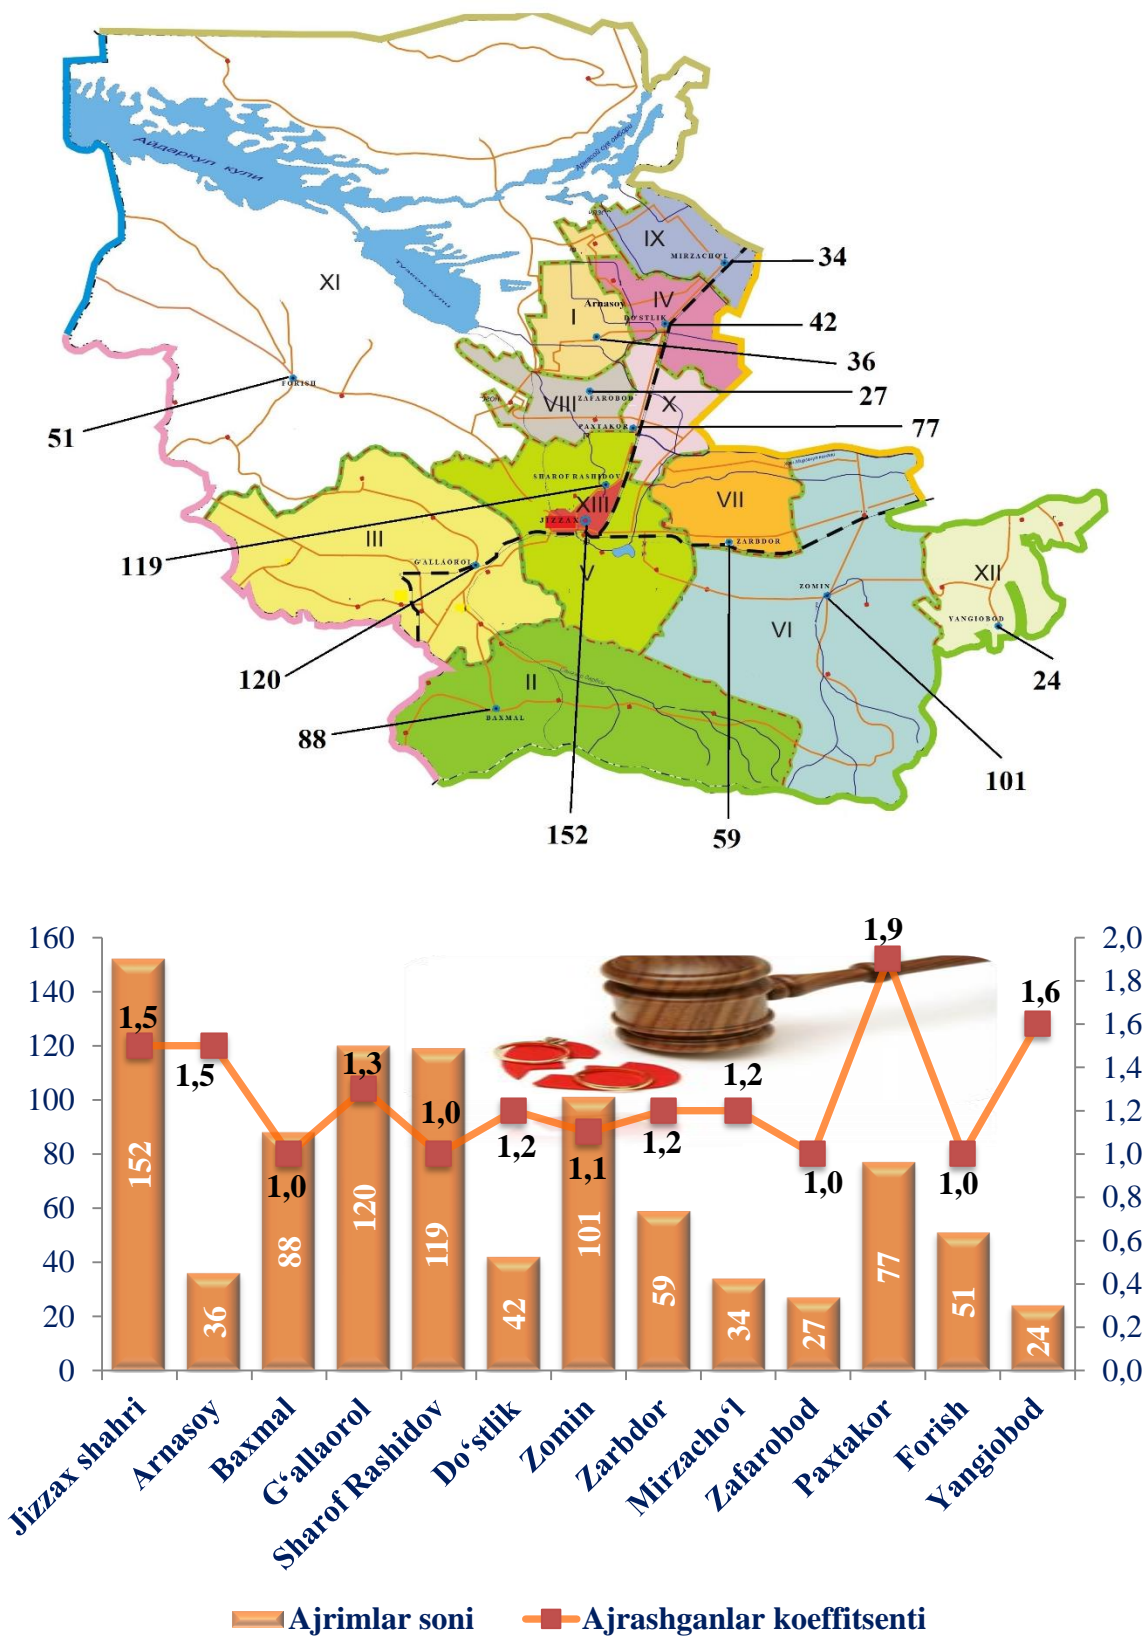 Айдаркул кули
Арнасой сув омбори
IX
MIRZACHO'L
34
XI
Тузкон кули
Arnasoy
IV
I
DO'STLIK
42
36
FORISH
27
VIII
ZAFAROBOD
X
51
PAXTAKOR
77
SHAROF RASHIDOV
XIII
VII
JIZZAX
III
ZARBDOR
G'ALLAOROL
V
XII
119
ZOMIN
YANGIOBOD
VI
120
II
24
88
BAXMAL
101
152
59
160
140
120
100
80
60
40
20
0
2,0
1,8
1,6
1,4
1,2
1,0
0,8
0,6
0,4
0,2
0,0
1,5
1,5
1,0
1,3
1,0
1,2
1,1
1,2
1,2
1,0
1,9
1,0
1,6
152
36
88
120
119
42
101
59
34
27
77
51
24
Jizzax shahri
Arnasoy
Baxmal
G‘allaorol
Sharof Rashidov
Do‘stlik
Zomin
Zarbdor
Mirzacho‘l
Zafarobod
Paxtakor
Forish
Yangiobod
Ajrimlar soni
Ajrashganlar koeffitsenti